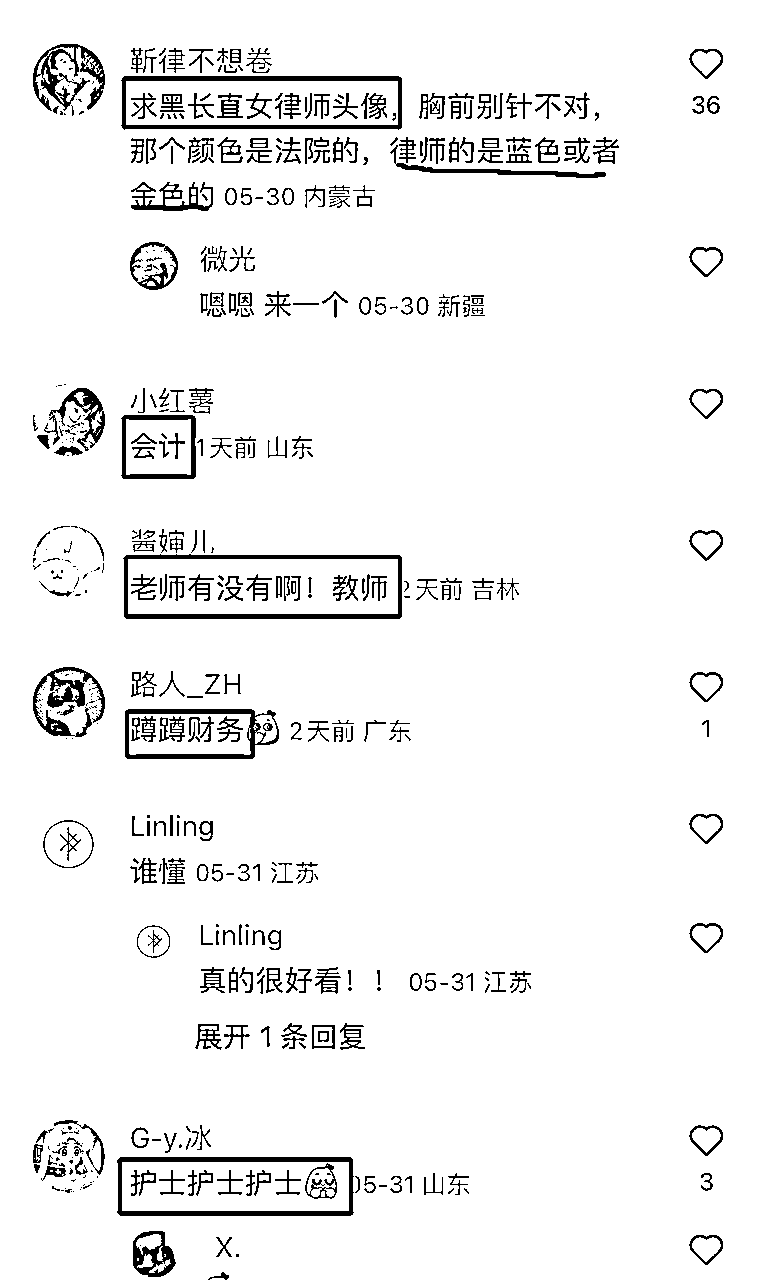 靳律不想卷
求黑长直女律师头像，胸前别针不对，
36
那个颜色是法院的，律师的是蓝色或者
金色的 05-30 内蒙古
微光
嗯嗯 来一个 05-30 新疆
小红薯
会计 1天前 山东
酱婶儿
老师有没有啊！教师 2天前 吉林
路人_ZH
蹲蹲财务 2天前 广东
1
Linling
谁懂 05-31 江苏
Linling
真的很好看！！ 05-31 江苏
展开 1 条回复
G-y.冰
护士护士护士 05-31 山东
3
X.